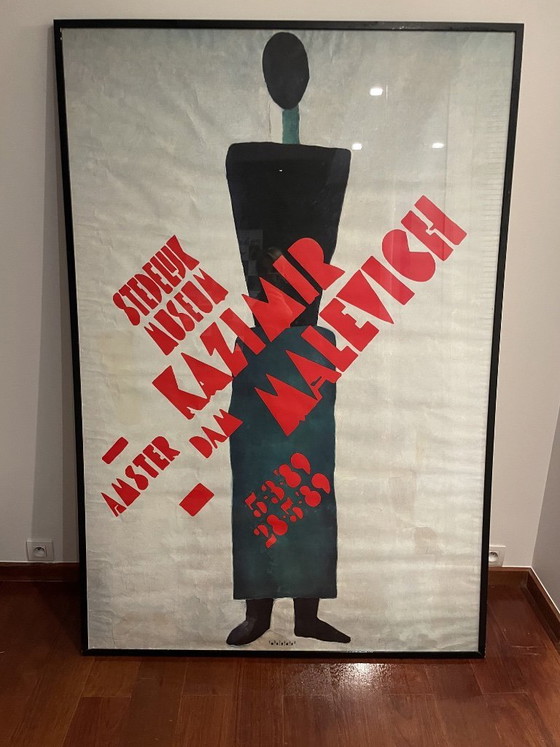 STEDELIJK
MUSEUM
KAZIMIR
MALEVICH
AMSTER DAM
5·3·'89
28·5·'89